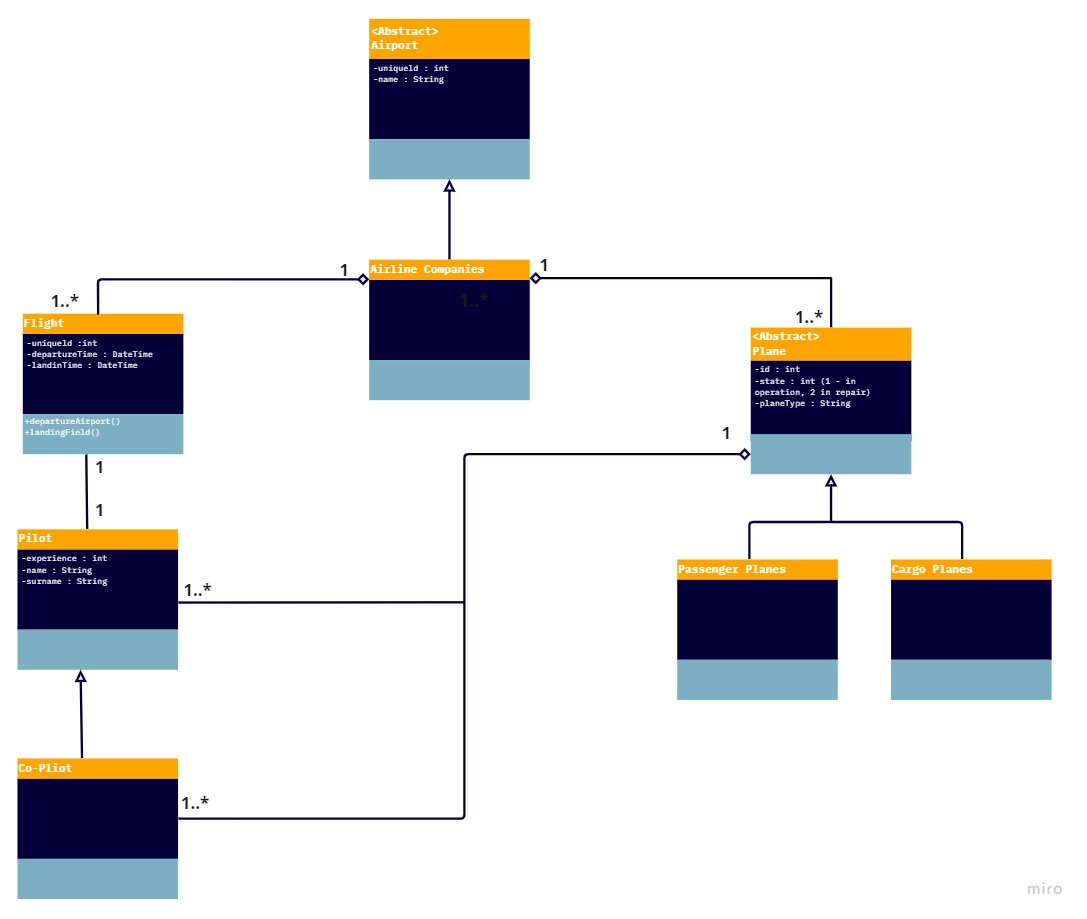 <Abstract>
Airport
-uniqueId : int
-name : String
1
Airline Companies
1
1..*
1..*
1..*
Flight
-uniqueId :int
-departureTime : DateTime
-landinTime : DateTime
+departureAirport()
+landingField()
<Abstract>
Plane
-id : int
-state : int (1 - in
operation, 2 in repair)
-planeType : String
1
1
1
Pilot
-experience : int
-name : String
-surname : String
1..*
Passenger Planes
Cargo Planes
Co-Pliot
1..*
miro